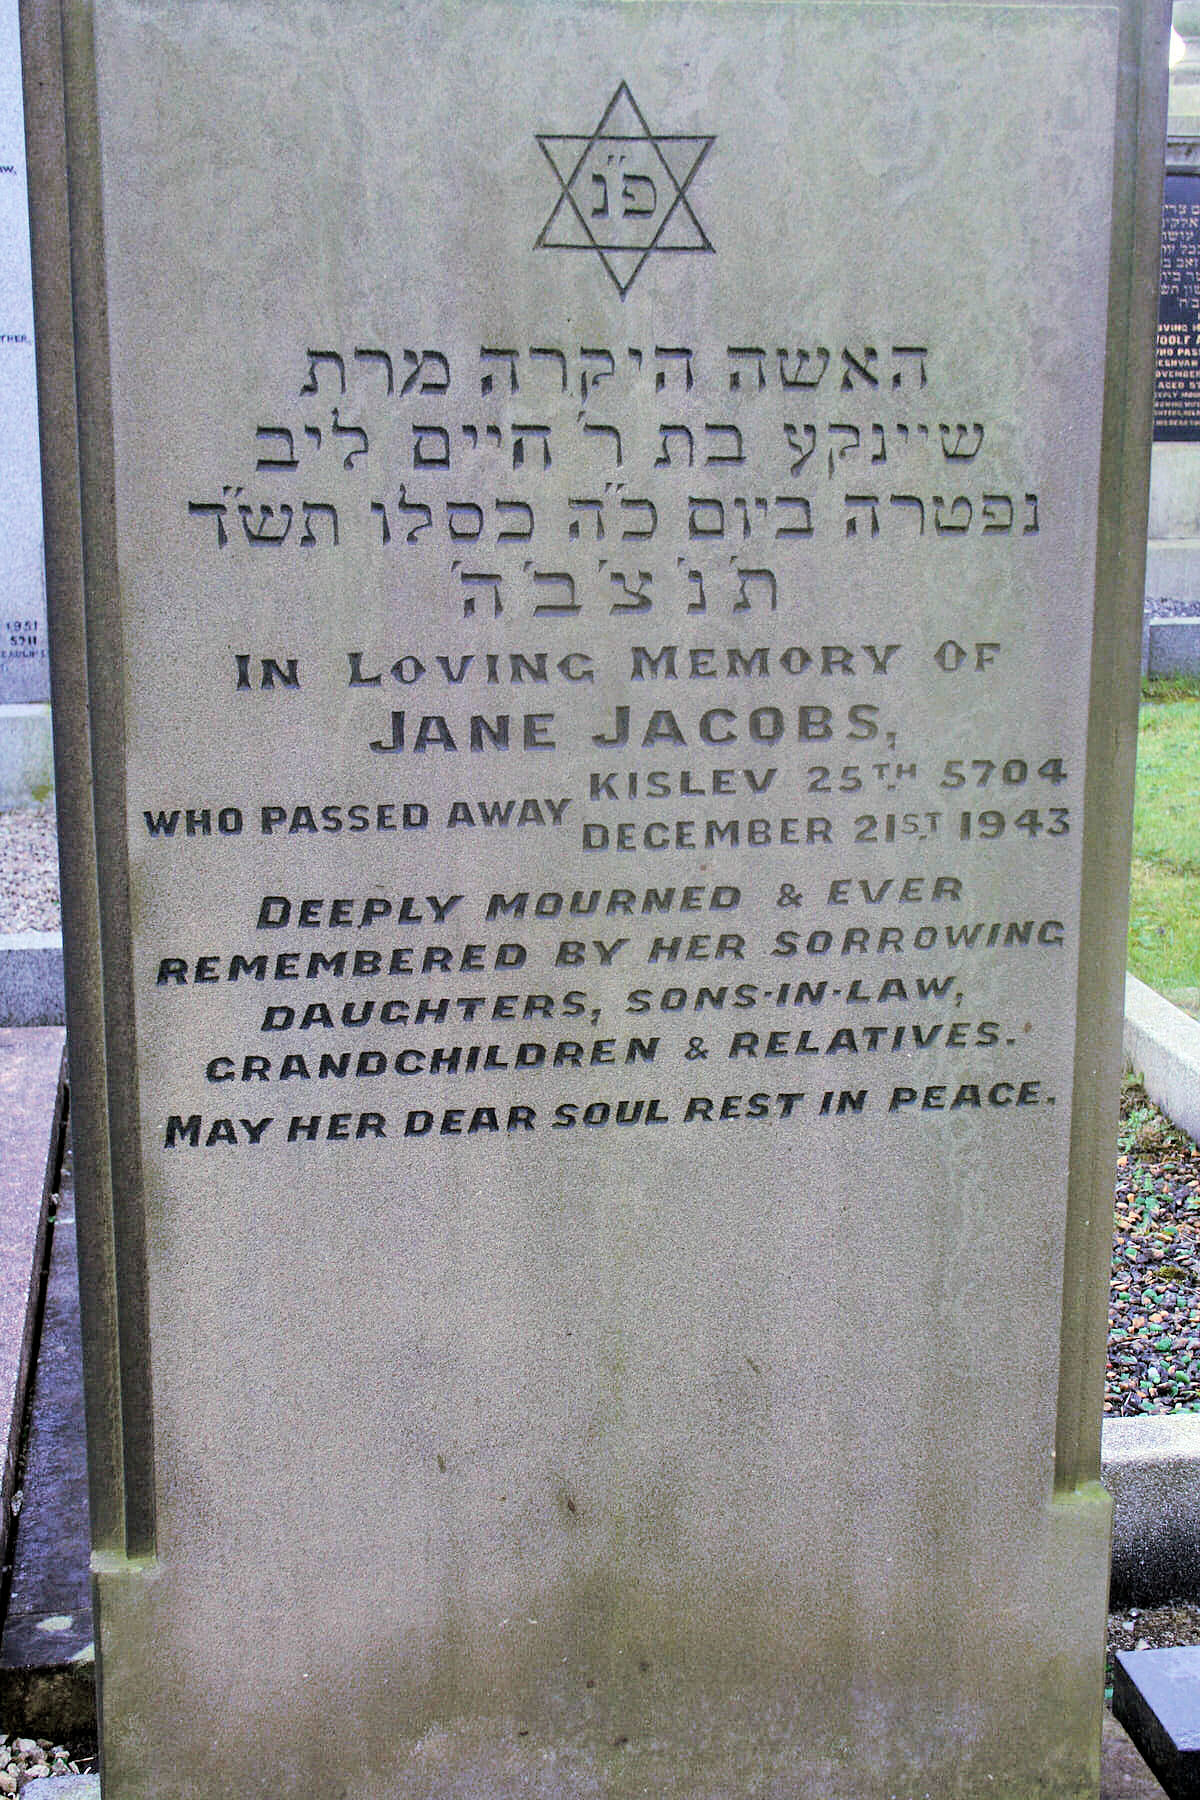 פ"נ
האשה היקרה מרת
שיינקע בת ר' חיים ליב
נפטרה ביום כ"ה כסלו תש"ד
ת' נ' צ' ב' ה'
IN LOVING MEMORY OF
JANE JACOBS,
WHO PASSED AWAY KISLEV 25TH 5704
DECEMBER 21ST 1943
DEEPLY MOURNED & EVER
REMEMBERED BY HER SORROWING
DAUGHTERS, SONS-IN-LAW,
GRANDCHILDREN & RELATIVES.
MAY HER DEAR SOUL REST IN PEACE.
1951
5711